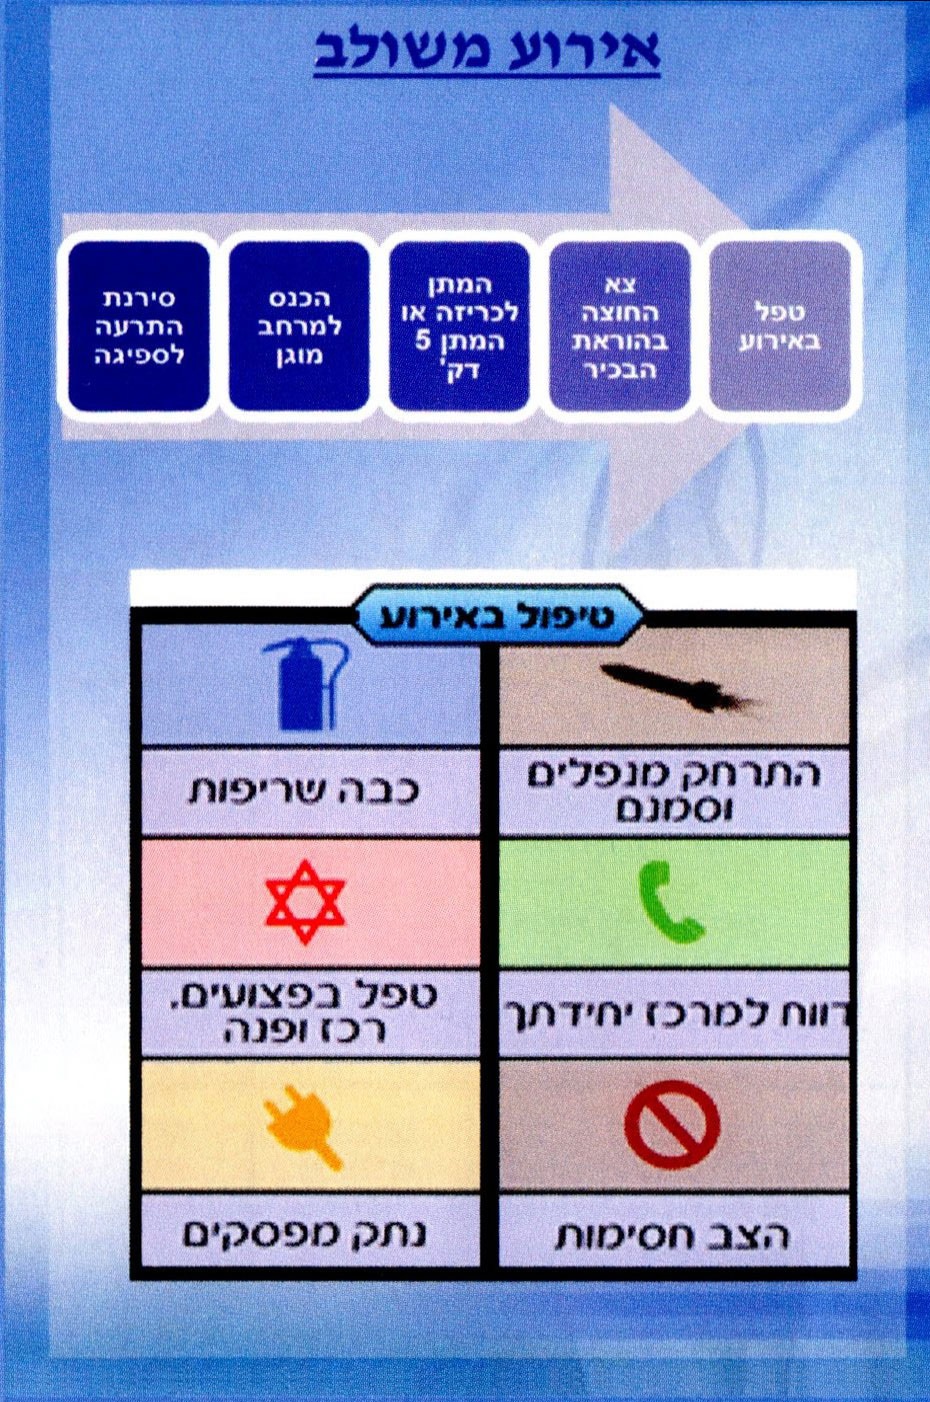 אירוע משולב
סירנת
התרעה
לספיגה
הכנס
למרחב
מוגן
המתן
לכריזה או
המתן 5
דק'
צא
החוצה
בהוראת
הבכיר
טפל
באירוע
טיפול באירוע
התרחק מנפלים
וסמנם
כבה שריפות
דווח למרכז יחידתך
טפל בפצועים.
רכז ופנה
הצב חסימות
נתק מפסקים